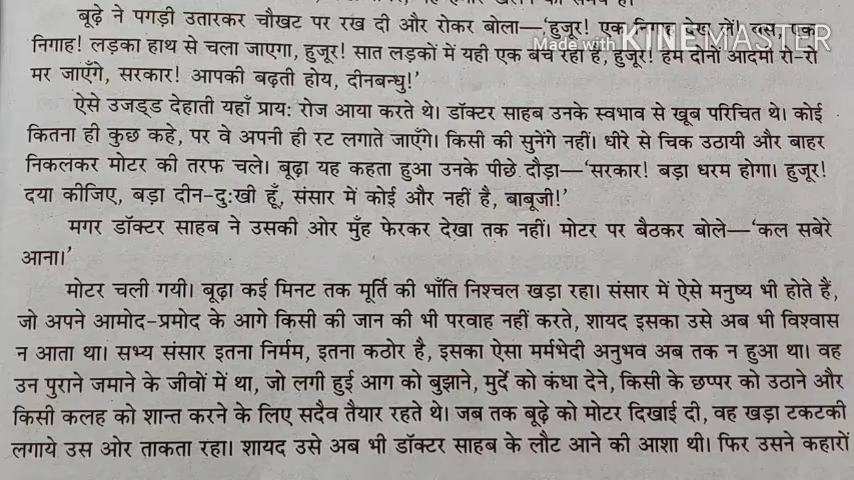 बूढ़े ने पगड़ी उतारकर चौखट पर रख दी और रोकर बोला—‘हुजूर! एक निगाह देख लें। बस, एक
Made with KINEMASTER
निगाह! लड़का हाथ से चला जाएगा, हुजूर! सात लड़कों में यही एक बच रहा है, हुजूर! हम दोनों आदमी रो-रो
मर जाएँगे, सरकार! आपकी बढ़ती होय, दीनबन्धु!’
ऐसे उजड्ड देहाती यहाँ प्रायः रोज आया करते थे। डॉक्टर साहब उनके स्वभाव से खूब परिचित थे। कोई
कितना ही कुछ कहे, पर वे अपनी ही रट लगाते जाएँगे। किसी की सुनेंगे नहीं। धीरे से चिक उठायी और बाहर
निकलकर मोटर की तरफ चले। बूढ़ा यह कहता हुआ उनके पीछे दौड़ा—‘सरकार! बड़ा धरम होगा। हुजूर!
दया कीजिए, बड़ा दीन-दुःखी हूँ, संसार में कोई और नहीं है, बाबूजी!’
मगर डॉक्टर साहब ने उसकी ओर मुँह फेरकर देखा तक नहीं। मोटर पर बैठकर बोले—‘कल सबेरे
आना।’
मोटर चली गयी। बूढ़ा कई मिनट तक मूर्ति की भाँति निश्चल खड़ा रहा। संसार में ऐसे मनुष्य भी होते हैं,
जो अपने आमोद-प्रमोद के आगे किसी की जान की भी परवाह नहीं करते, शायद इसका उसे अब भी विश्वास
न आता था। सभ्य संसार इतना निर्मम, इतना कठोर है, इसका ऐसा मर्मभेदी अनुभव अब तक न हुआ था। वह
उन पुराने जमाने के जीवों में था, जो लगी हुई आग को बुझाने, मुर्दे को कंधा देने, किसी के छप्पर को उठाने और
किसी कलह को शान्त करने के लिए सदैव तैयार रहते थे। जब तक बूढ़े को मोटर दिखाई दी, वह खड़ा टकटकी
लगाये उस ओर ताकता रहा। शायद उसे अब भी डॉक्टर साहब के लौट आने की आशा थी। फिर उसने कहारों